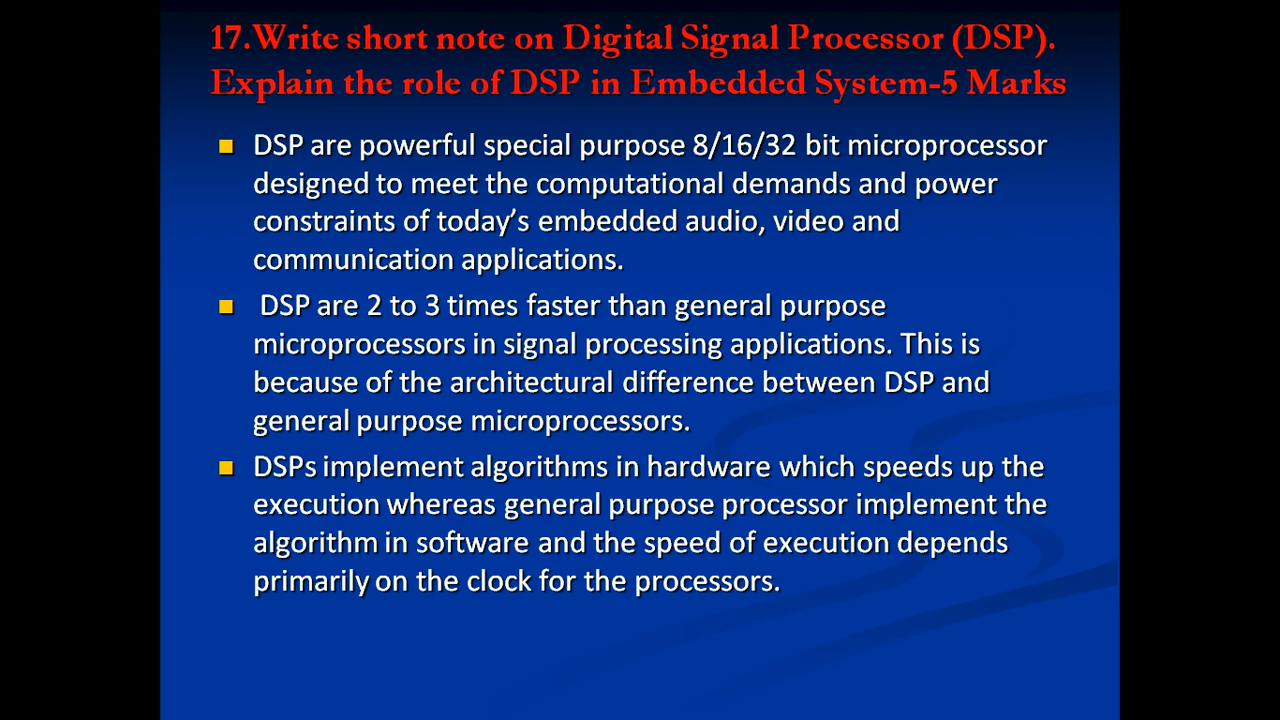 17.Write short note on Digital Signal Processor (DSP).
Explain the role of DSP in Embedded System-5 Marks
DSP are powerful special purpose 8/16/32 bit microprocessor
designed to meet the computational demands and power
constraints of today’s embedded audio, video and
communication applications.
DSP are 2 to 3 times faster than general purpose
microprocessors in signal processing applications. This is
because of the architectural difference between DSP and
general purpose microprocessors.
DSPs implement algorithms in hardware which speeds up the
execution whereas general purpose processor implement the
algorithm in software and the speed of execution depends
primarily on the clock for the processors.